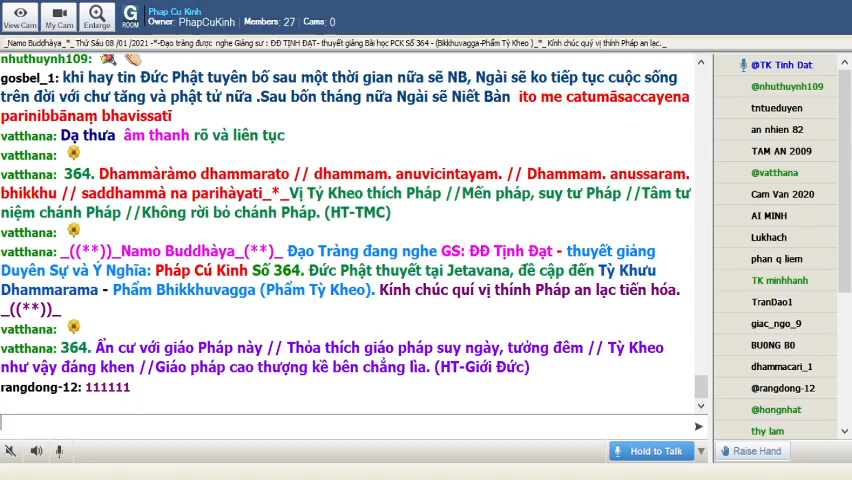 View Cam
My Cam
Enlarge
G
ROOM
Phap Cu Kinh
Owner: PhapCuKinh  Members: 27  Cams: 0
_Namo Buddhàya_*_ Thứ Sáu 08 /01 /2021 -*-Đạo tràng được  nghe Giảng sư : ĐĐ TỊNH ĐẠT- thuyết giảng Bài học PCK Số 364 - (Bikkhuvagga-Phẩm Tỳ Kheo )_*_ Kính chúc quý vị thính Pháp an lạc._
nhuthuynh109:
gosbel_1: khi hay tin Đức Phật tuyên bố sau một thời gian nữa sẽ NB, Ngài sẽ ko tiếp tục cuộc sống
trên đời với chư tăng và phật tử nữa .Sau bốn tháng nữa Ngài sẽ Niết Bàn  ito me catumāsaccayena
parinibbānaṃ bhavissatī
vatthana: Dạ thưa  âm thanh rõ và liên tục
vatthana:
vatthana:  364. Dhammàràmo dhammarato // dhammam. anuvicintayam. // Dhammam. anussaram.
bhikkhu // saddhammà na parihàyati_*_Vị Tỷ Kheo thích Pháp //Mến pháp, suy tư Pháp //Tâm tư
niệm chánh Pháp //Không rời bỏ chánh Pháp. (HT-TMC)
vatthana:
vatthana: _((**))_Namo Buddhàya_(**)_ Đạo Tràng đang nghe GS: ĐĐ Tịnh Đạt - thuyết giảng
Duyên Sự và Ý Nghĩa: Pháp Cú Kinh Số 364. Đức Phật thuyết tại Jetavana, đề cập đến Tỳ Khưu
Dhammarama - Phẩm Bhikkhuvagga (Phẩm Tỳ Kheo). Kính chúc quí vị thính Pháp an lạc tiến hóa.
_((**))_
vatthana:
vatthana: 364. Ẩn cư với giáo Pháp này // Thỏa thích giáo pháp suy ngày, tưởng đêm // Tỳ Kheo
như vậy đáng khen //Giáo pháp cao thượng kề bên chẳng lìa. (HT-Giới Đức)
rangdong-12: 111111
@TK Tinh Dat
@nhuthuynh109
tntueduyen
an nhien 82
TAM AN 2009
@vatthana
Cam Van 2020
AI MINH
Lukhach
phan q liem
TK minhhanh
TranDao1
giac_ngo_9
BU0NG B0
dhammacari_1
@rangdong-12
@hongnhat
thy lam
Hold to Talk
Raise Hand